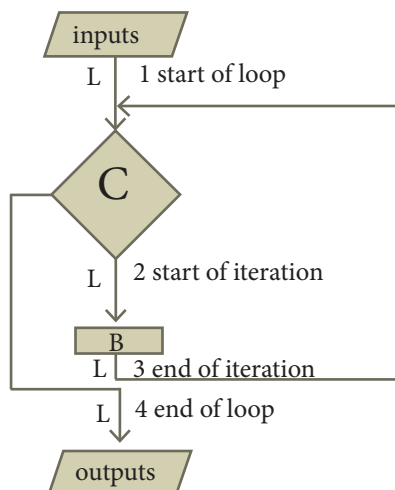 inputs
L 1 start of loop
C
L 2 start of iteration
B
L 3 end of iteration
L 4 end of loop
outputs